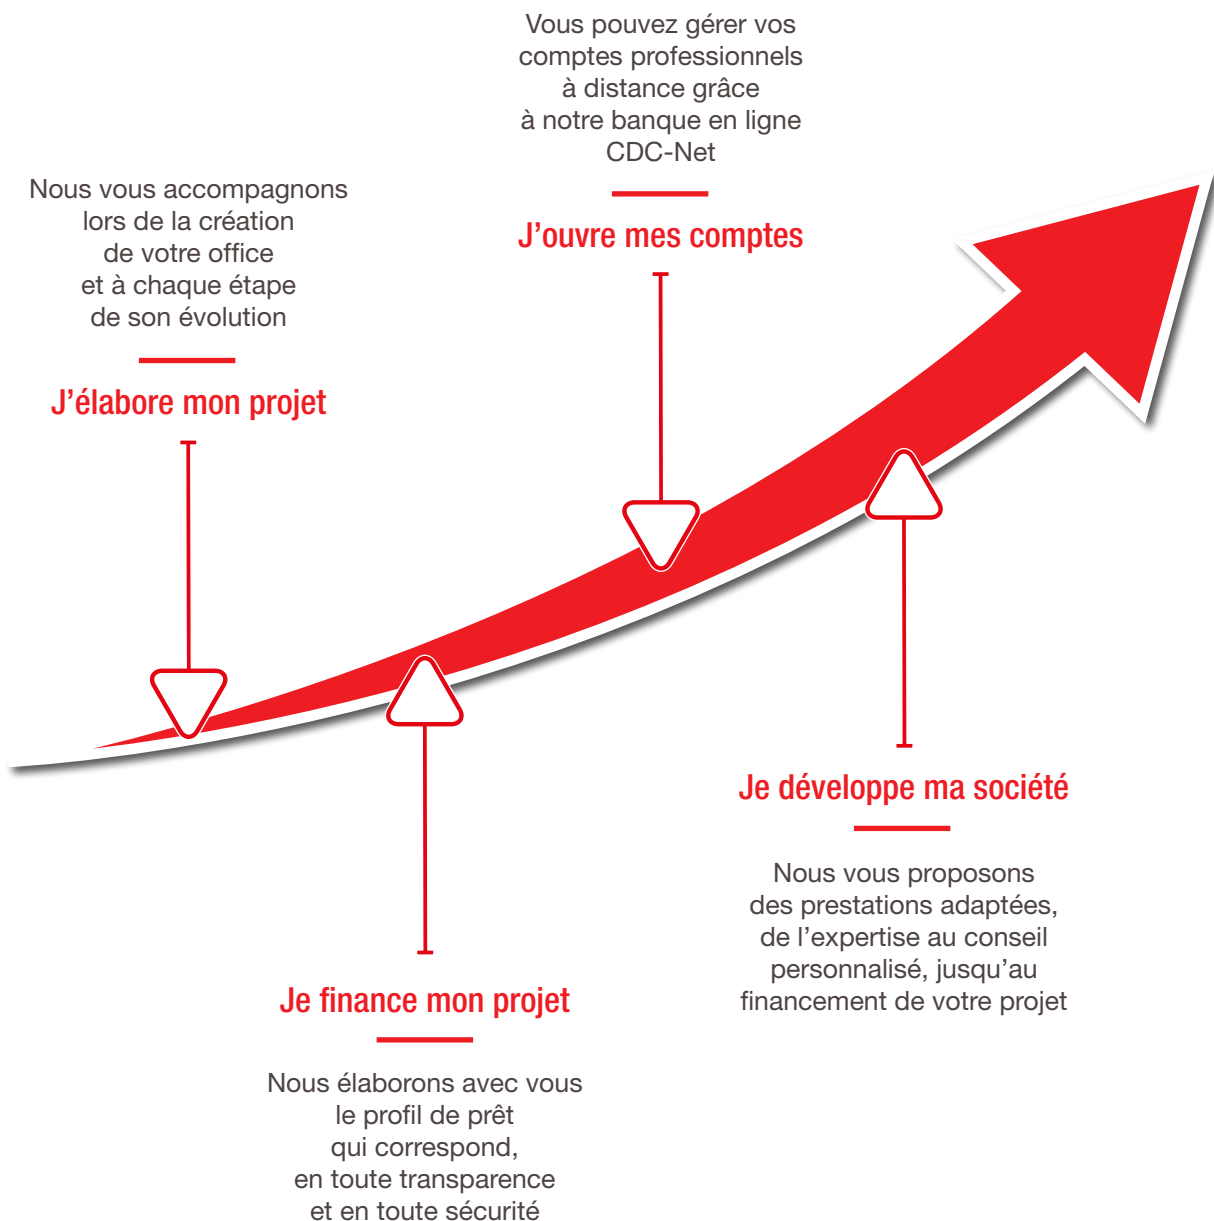 Nous vous accompagnons
lors de la création
de votre office
et à chaque étape
de son évolution
J’élabore mon projet
Je finance mon projet
Nous élaborons avec vous
le profil de prêt
qui correspond,
en toute transparence
et en toute sécurité
Vous pouvez gérer vos
comptes professionnels
à distance grâce
à notre banque en ligne
CDC-Net
J’ouvre mes comptes
Je développe ma société
Nous vous proposons
des prestations adaptées,
de l’expertise au conseil
personnalisé, jusqu’au
financement de votre projet